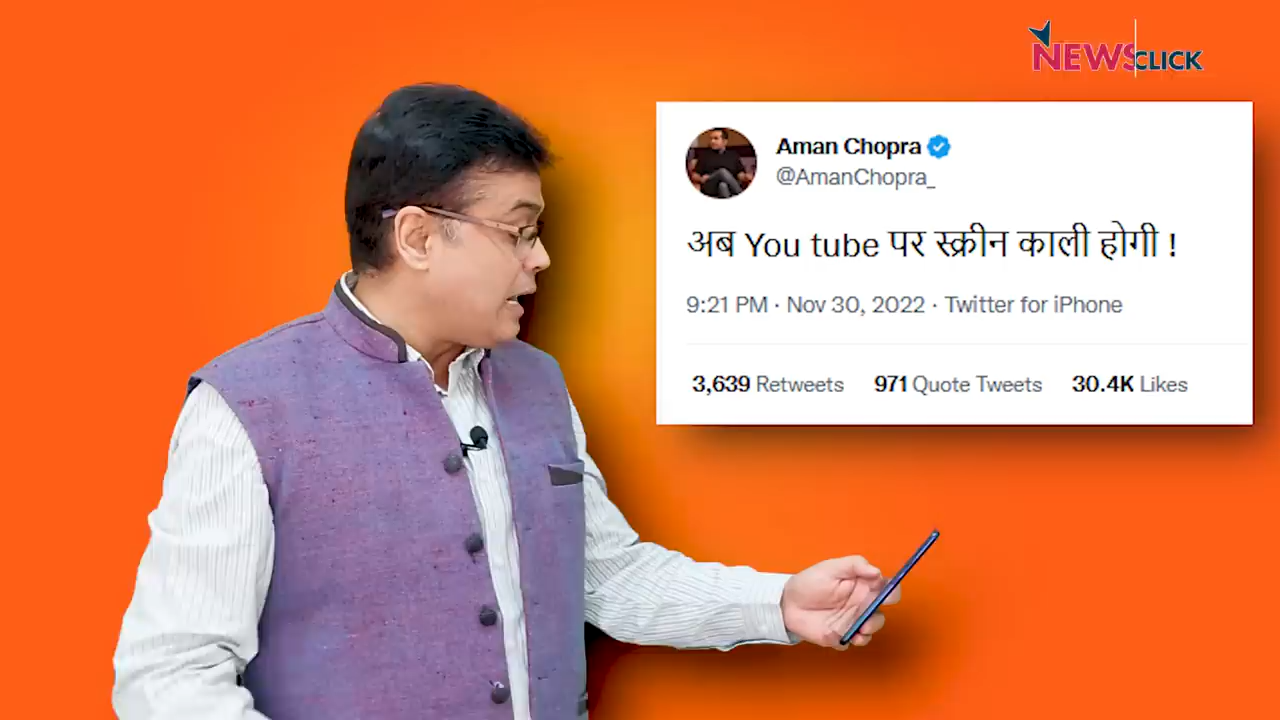 NEWSCLICK
Aman Chopra
@AmanChopra_
अब You tube पर स्क्रीन काली होगी !
9:21 PM · Nov 30, 2022 · Twitter for iPhone
3,639 Retweets 971 Quote Tweets 30.4K Likes